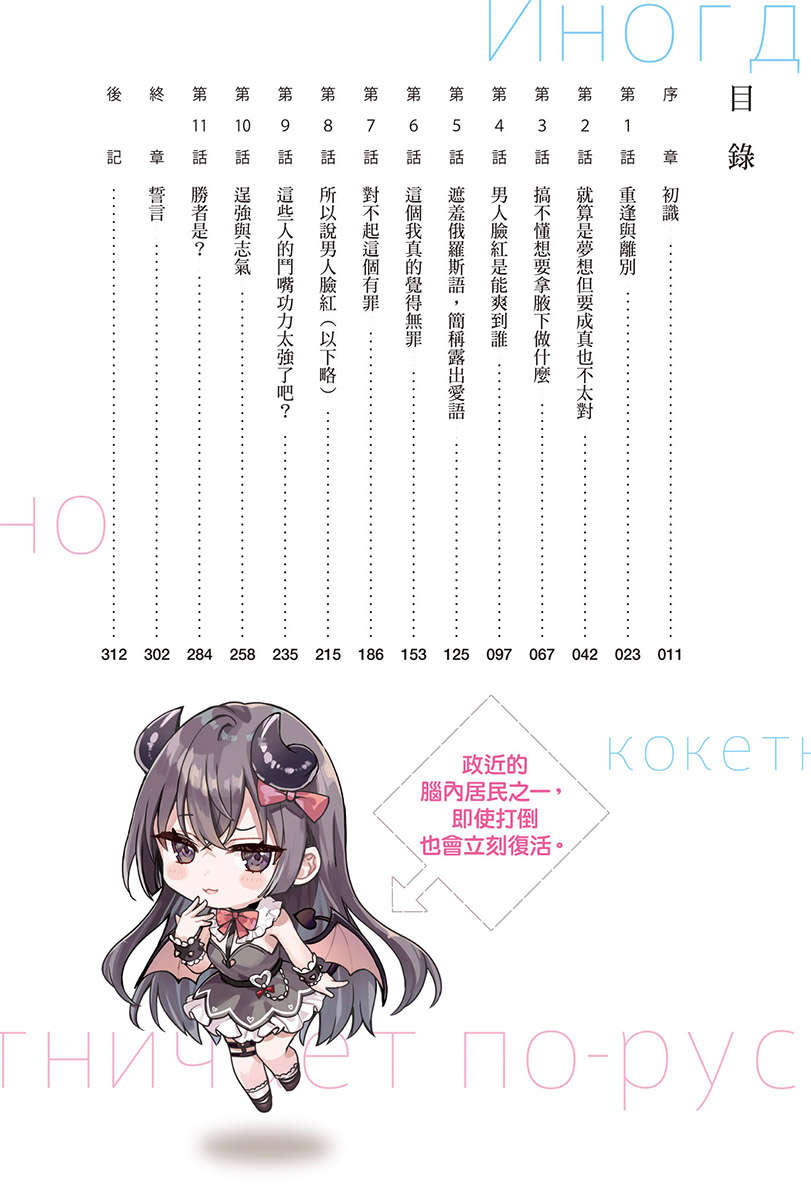 Иногд
目錄
序章 初識 011
第1話 重逢與離別 023
第2話 就算是夢想但要成真也不太對 042
第3話 搞不懂想要拿腋下做什麼 067
第4話 男人臉紅是能爽到誰 097
第5話 遮羞俄羅斯語，簡稱露出愛語 125
第6話 這個我真的覺得無罪 153
第7話 對不起這個有罪 186
第8話 所以說男人臉紅（以下略） 215
第9話 這些人的鬥嘴功力太強了吧？ 235
第10話 逞強與志氣 258
第11話 勝者是？ 284
終章 誓言 302
後記 312
но
кокетн
政近的
腦內居民之一，
即使打倒
也會立刻復活。
тничает по-рус